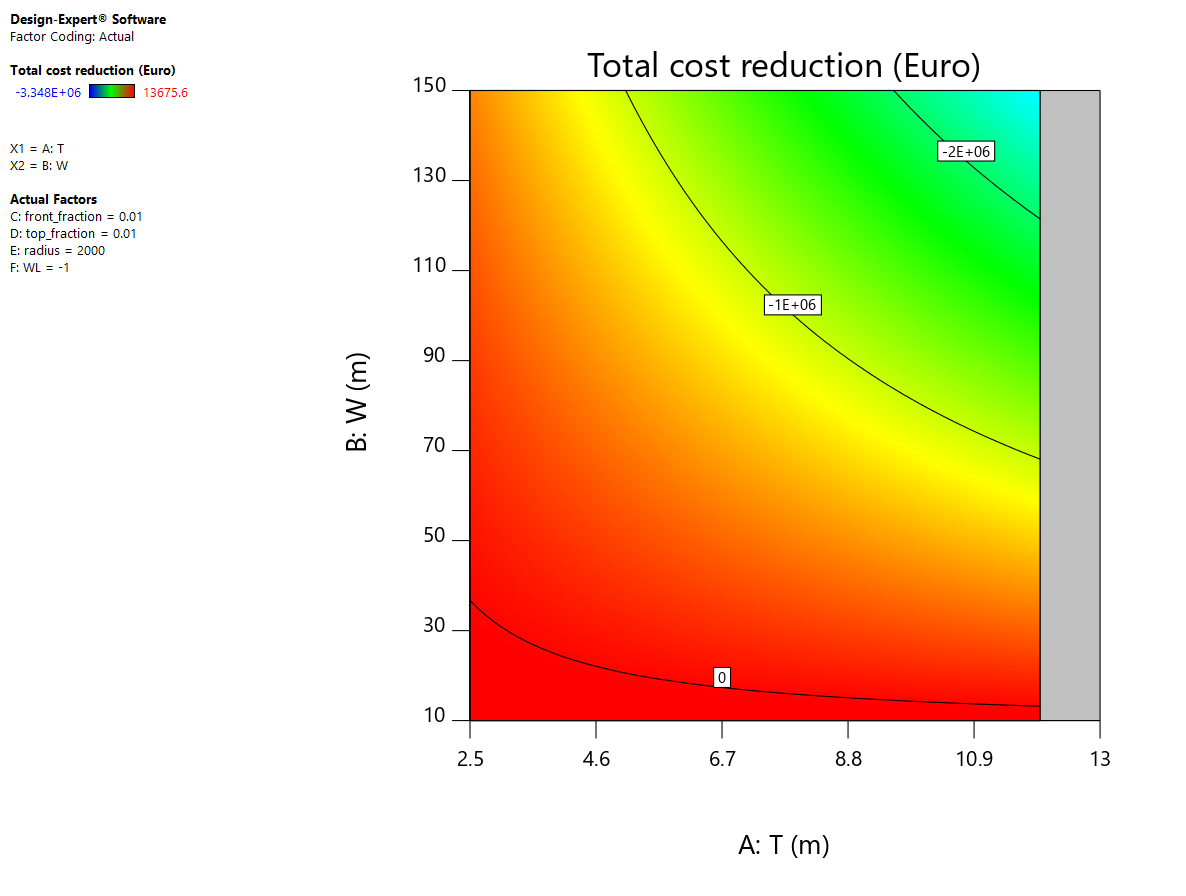 Design-Expert® Software
Factor Coding: Actual
Total cost reduction (Euro)
-3.348E+06 13675.6
X1 = A: T
X2 = B: W
Actual Factors
C: front_fraction = 0.01
D: top_fraction = 0.01
E: radius = 2000
F: WL = -1
Total cost reduction (Euro)
150
130
110
90
70
50
30
10
B: W (m)
-2E+06
-1E+06
0
2.5 4.6 6.7 8.8 10.9 13
A: T (m)